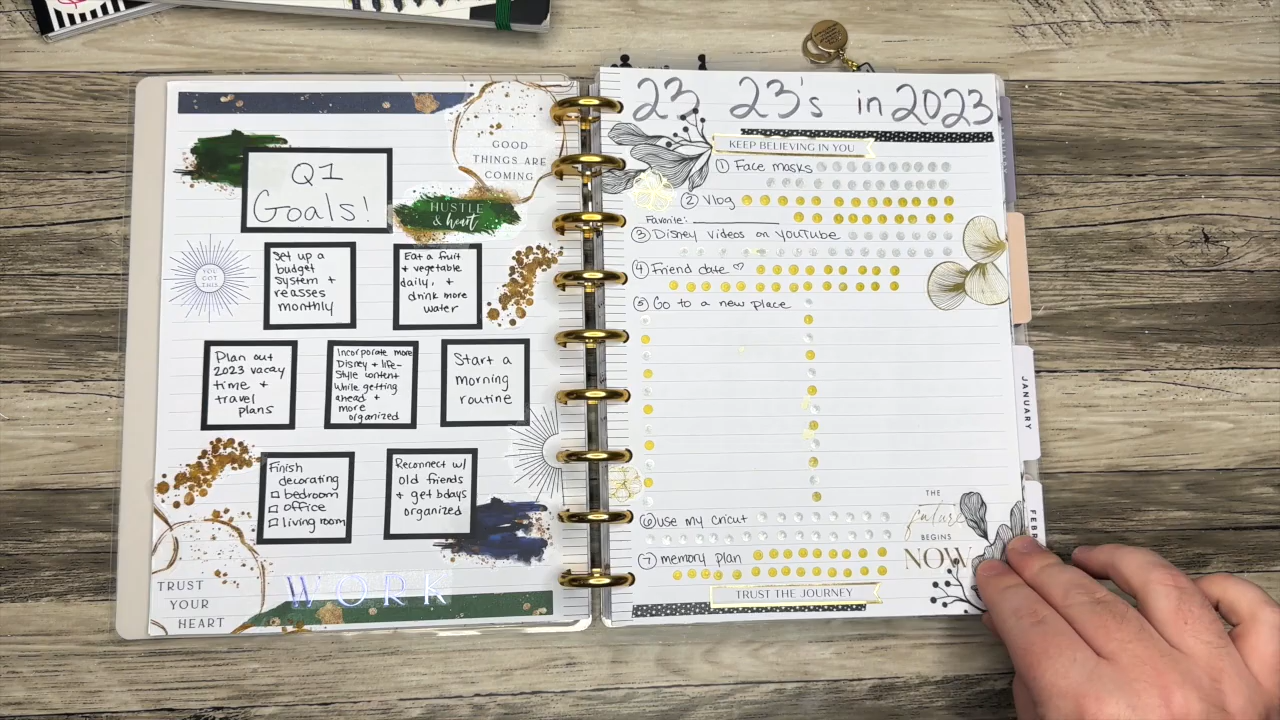 GOOD
THINGS ARE
COMING
Q1
Goals!
HUSTLE
& heart
YOU
GOT
THIS
Set up a
budget
system +
reasses
monthly
Eat a fruit
+ vegetable
daily, +
drink more
water
Plan out
2023 vacay
time +
travel
plans
Incorporate more
Disney + life-
style content
while getting
ahead +
more
organized
Start a
morning
routine
Finish
decorating
bedroom
office
living room
Reconnect w/
old friends
+ get bdays
organized
TRUST
YOUR
HEART
WORK
23 23's in 2023
KEEP BELIEVING IN YOU
① Face masks
② Vlog
Favorite:
③ Disney videos on YOUTUBE
④ Friend date ♡
⑤ Go to a new place
⑥ use my cricut
⑦ memory plan
THE
future
BEGINS
NOW
TRUST THE JOURNEY
JANUARY
FEBR